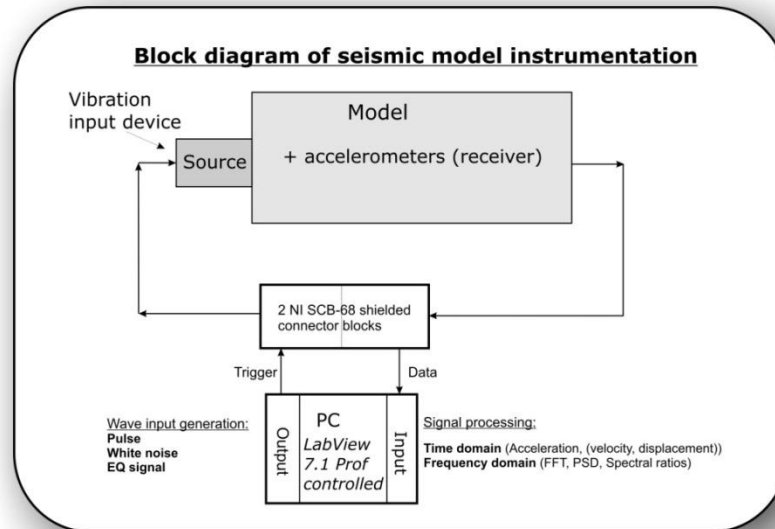 Block diagram of seismic model instrumentation
Vibration
input device
Model
Source
+ accelerometers (receiver)
2 NI SCB-68 shielded
connector blocks
Trigger
Data
Wave input generation:
Pulse
White noise
EQ signal
Output
PC
LabView
7.1 Prof
controlled
Input
Signal processing:
Time domain (Acceleration, (velocity, displacement))
Frequency domain (FFT, PSD, Spectral ratios)